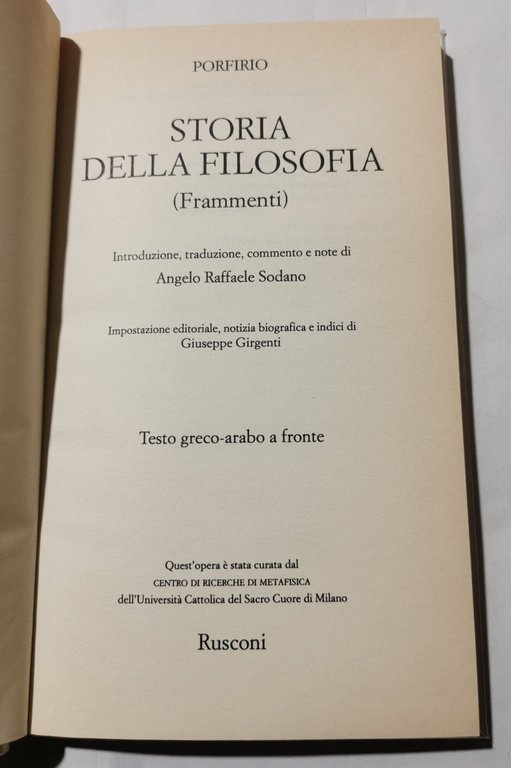 PORFIRIO
STORIA
DELLA FILOSOFIA
(Frammenti)
Introduzione, traduzione, commento e note di
Angelo Raffaele Sodano
Impostazione editoriale, notizia biografica e indici di
Giuseppe Girgenti
Testo greco-arabo a fronte
Quest'opera è stata curata dal
CENTRO DI RICERCHE DI METAFISICA
dell'Università Cattolica del Sacro Cuore di Milano
Rusconi